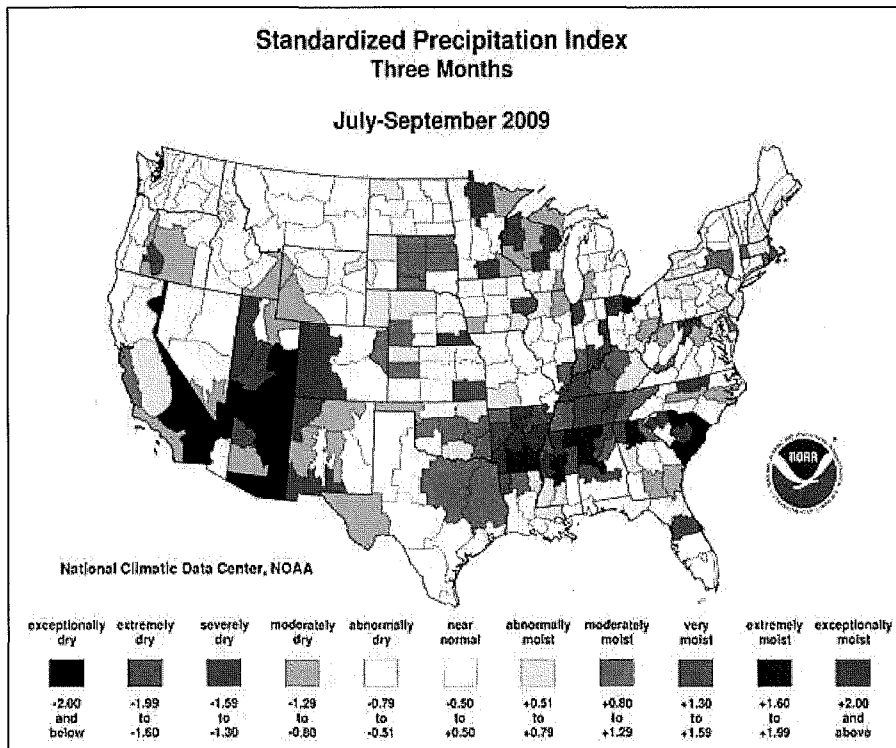 Standardized Precipitation Index
Three Months
July-September 2009
NOAA
National Climatic Data Center, NOAA
exceptionally dry
extremely dry
severely dry
moderately dry
abnormally dry
near normal
abnormally moist
moderately moist
very moist
extremely moist
exceptionally moist
-2.00 and below
-1.99 to -1.60
-1.59 to -1.30
-1.29 to -0.80
-0.79 to -0.51
-0.50 to +0.50
+0.51 to +0.79
+0.80 to +1.29
+1.30 to +1.59
+1.60 to +1.99
+2.00 and above